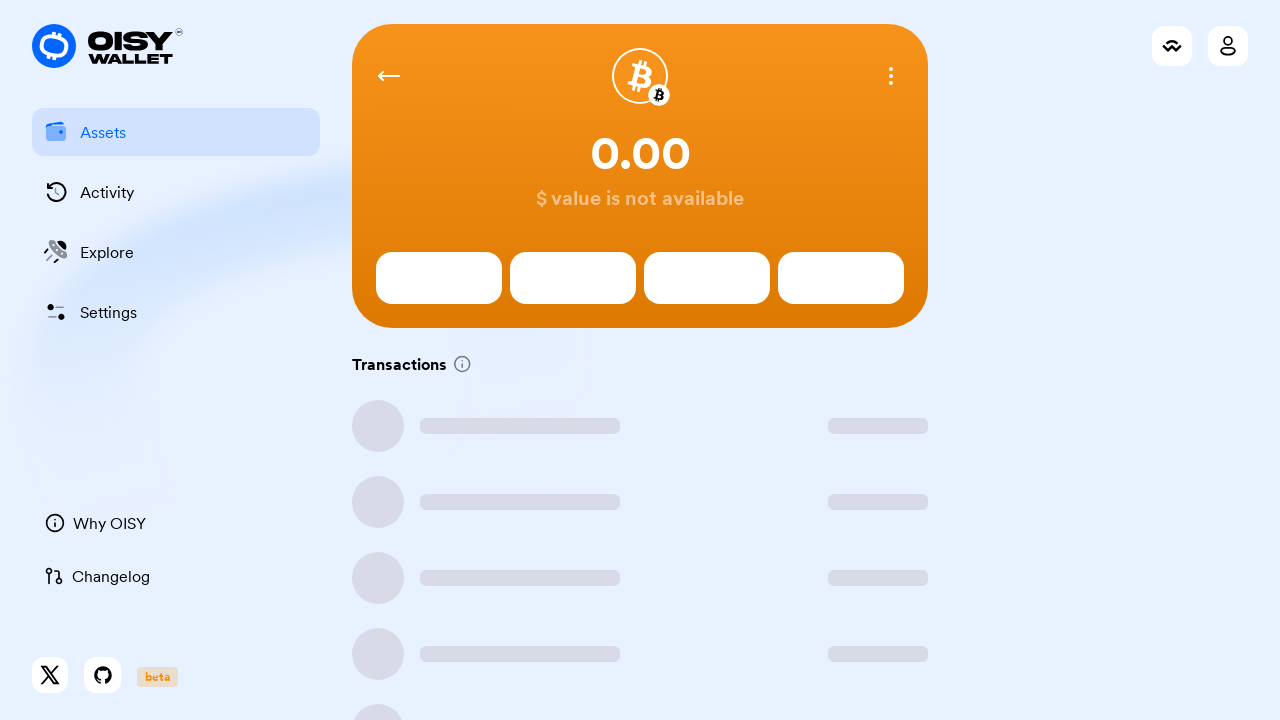 OISY
WALLET
Assets
Activity
Explore
Settings
Why OISY
Changelog
beta
0.00
$ value is not available
Transactions